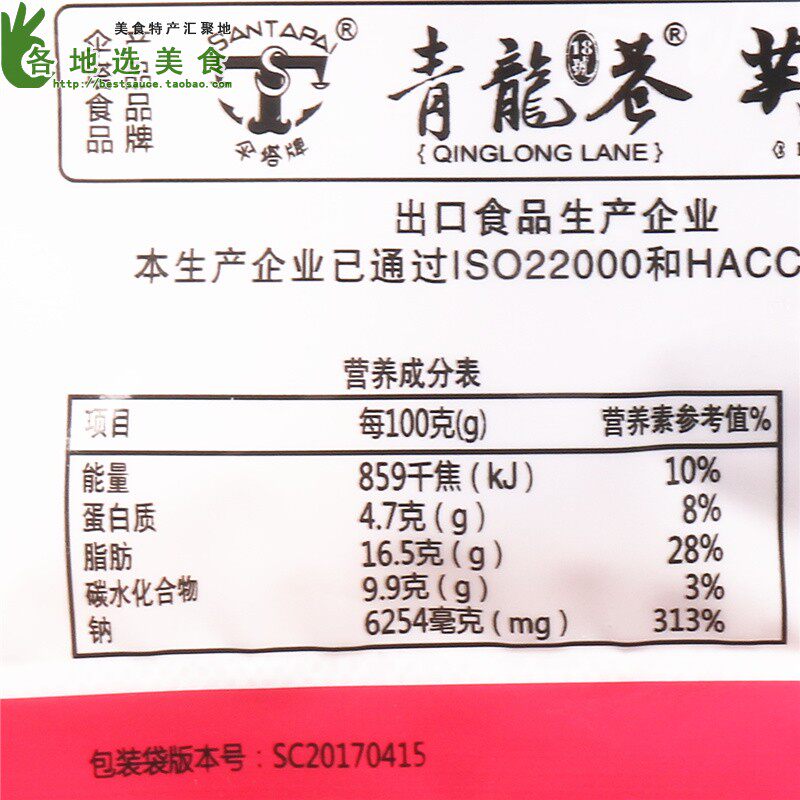 美食特产汇聚地
各地选美食
http://bestsauce.taobao.com
食品
品牌
SANTAPAI®
青龍巷®
18號
{QINGLONG LANE}
出口食品生产企业
本生产企业已通过ISO22000和HACC
营养成分表
项目 每100克(g) 营养素参考值%
能量 859千焦(kJ) 10%
蛋白质 4.7克(g) 8%
脂肪 16.5克(g) 28%
碳水化合物 9.9克(g) 3%
钠 6254毫克(mg) 313%
包装袋版本号:SC20170415